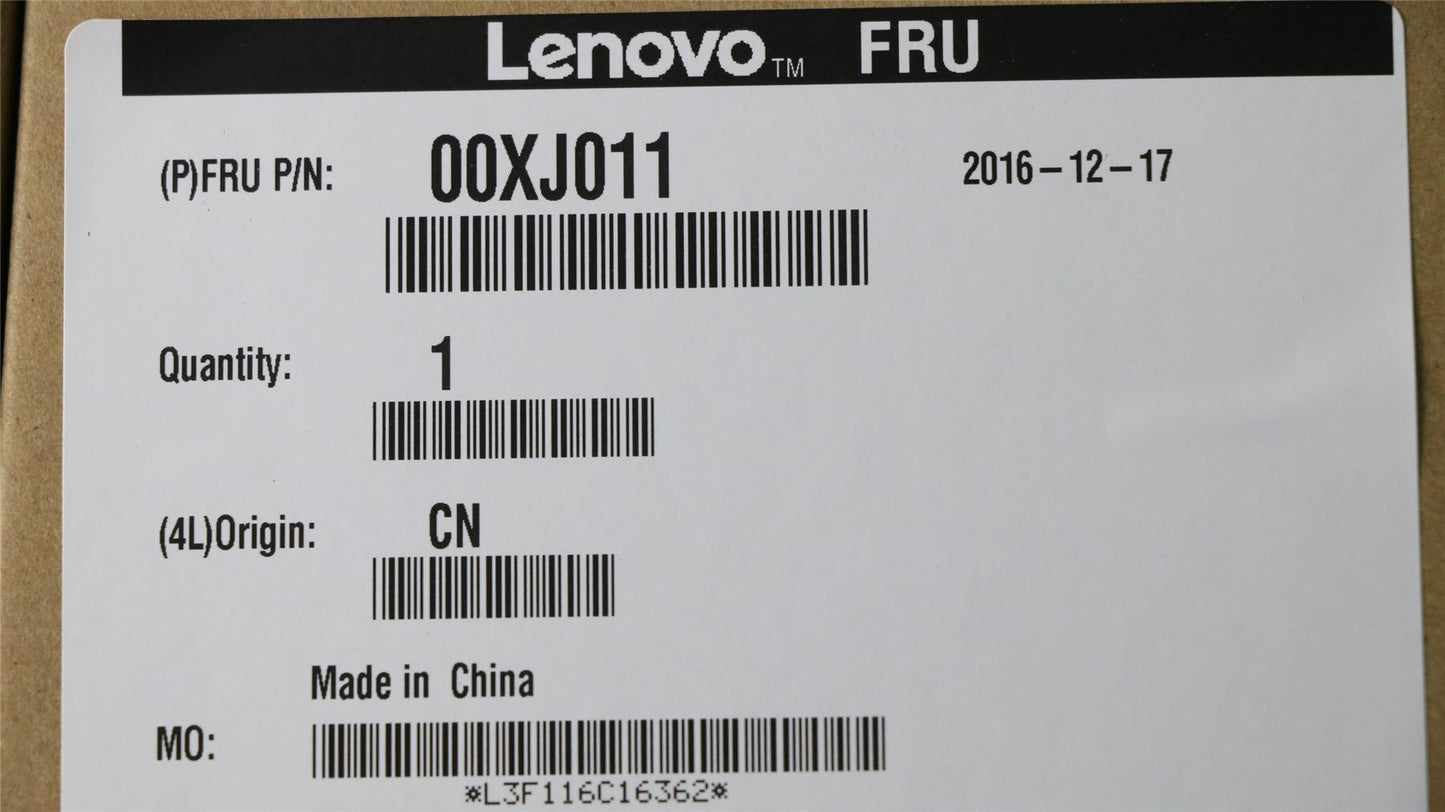 Lenovo™ FRU
(P)FRU P/N: 00XJ011 2016-12-17
Quantity: 1
(4L)Origin: CN
Made in China
MO:
*L3F116C16362*